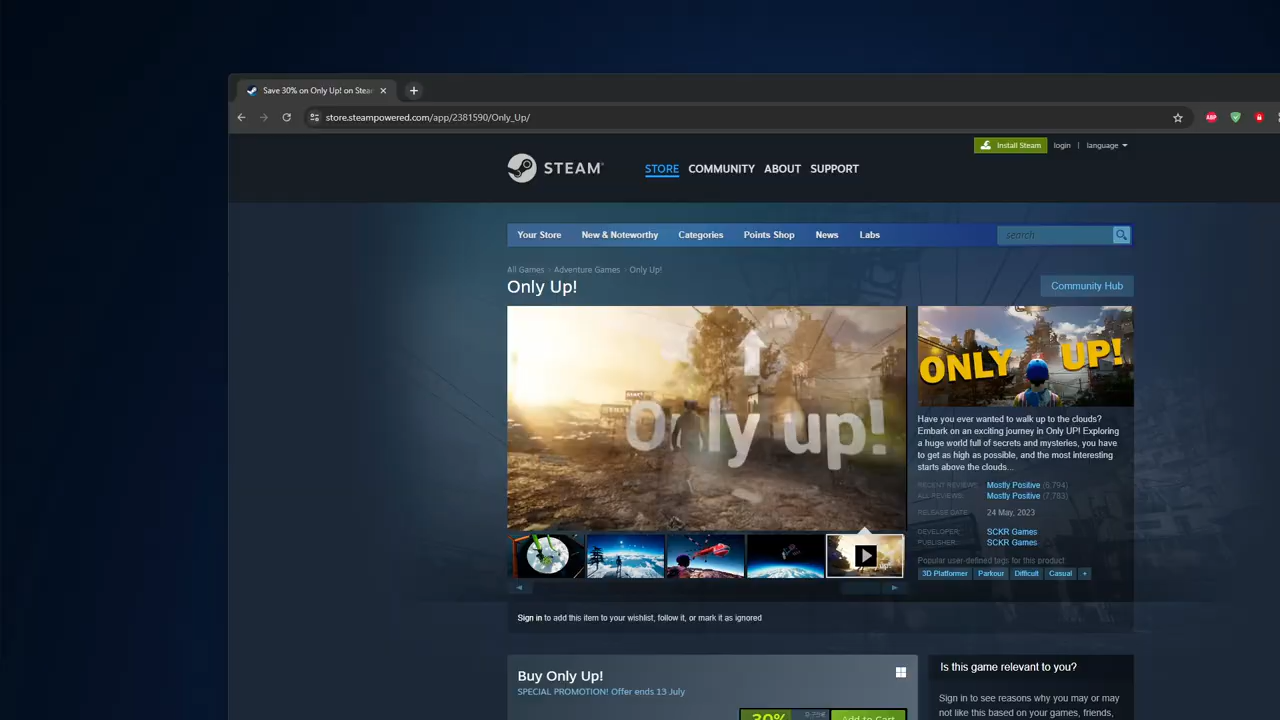 Save 30% on Only Up! on Steam
store.steampowered.com/app/2381590/Only_Up/
ABP
Install Steam login | language
STEAM®
STORE COMMUNITY ABOUT SUPPORT
Your Store New & Noteworthy Categories Points Shop News Labs search
All Games > Adventure Games > Only Up!
Only Up!
Community Hub
Only up!
ONLY UP!
Have you ever wanted to walk up to the clouds?
Embark on an exciting journey in Only UP! Exploring
a huge world full of secrets and mysteries, you have
to get as high as possible, and the most interesting
starts above the clouds...
RECENT REVIEWS: Mostly Positive (5,794)
ALL REVIEWS: Mostly Positive (7,783)
RELEASE DATE: 24 May, 2023
DEVELOPER: SCKR Games
PUBLISHER: SCKR Games
Popular user-defined tags for this product:
3D Platformer Parkour Difficult Casual +
Sign in to add this item to your wishlist, follow it, or mark it as ignored
Buy Only Up!
SPECIAL PROMOTION! Offer ends 13 July
-30% Add to Cart
Is this game relevant to you?
Sign in to see reasons why you may or may
not like this based on your games, friends,